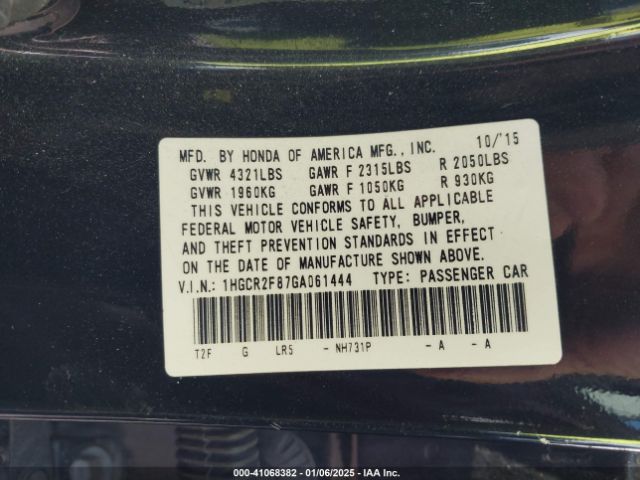 MFD. BY HONDA OF AMERICA MFG., INC. 10/'15
GVWR 4321LBS GAWR F 2315LBS R 2050LBS
GVWR 1960KG GAWR F 1050KG R 930KG
THIS VEHICLE CONFORMS TO ALL APPLICABLE
FEDERAL MOTOR VEHICLE SAFETY, BUMPER,
AND THEFT PREVENTION STANDARDS IN EFFECT
ON THE DATE OF MANUFACTURE SHOWN ABOVE.
V.I.N.: 1HGCR2F87GA061444 TYPE: PASSENGER CAR
T2F G LR5 - NH731P - A - A
000-41068382 - 01/06/2025 - IAA Inc.